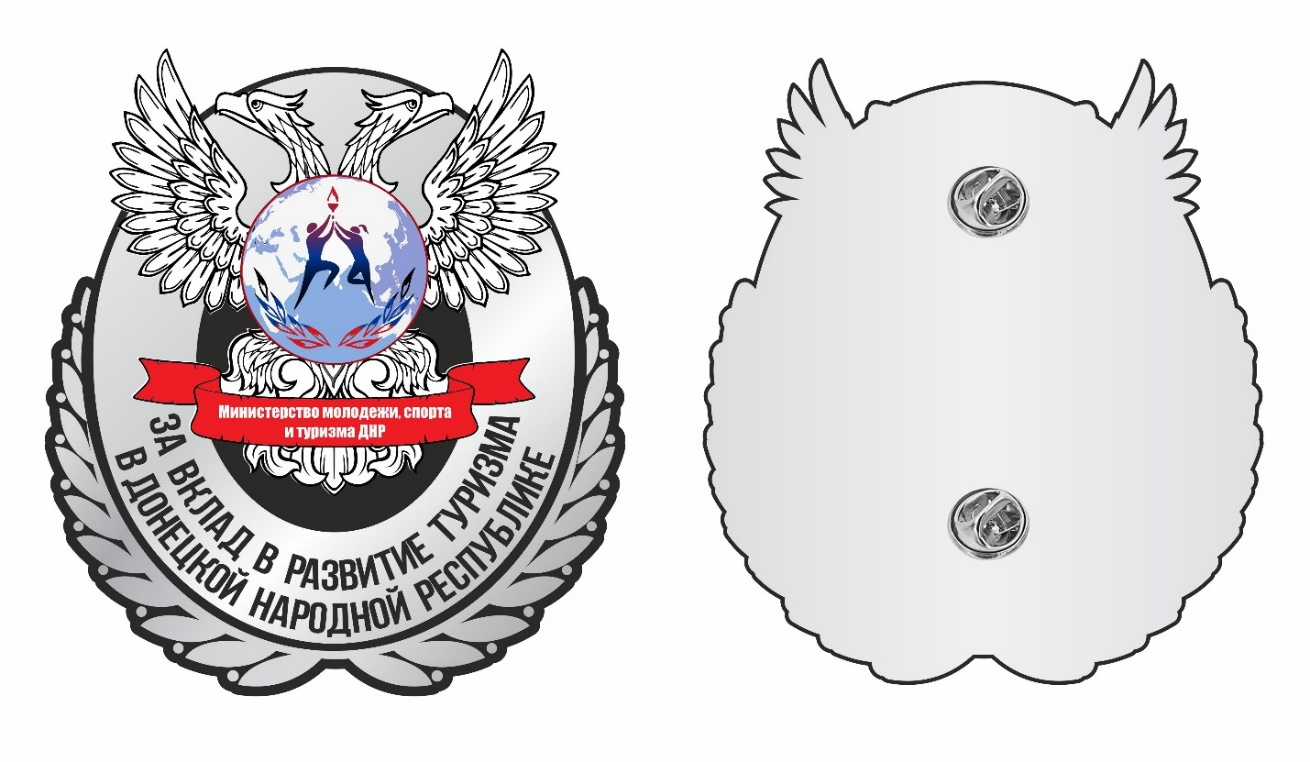 Министерство молодежи, спорта
и туризма ДНР
ЗА ВКЛАД В РАЗВИТИЕ ТУРИЗМА
В ДОНЕЦКОЙ НАРОДНОЙ РЕСПУБЛИКЕ